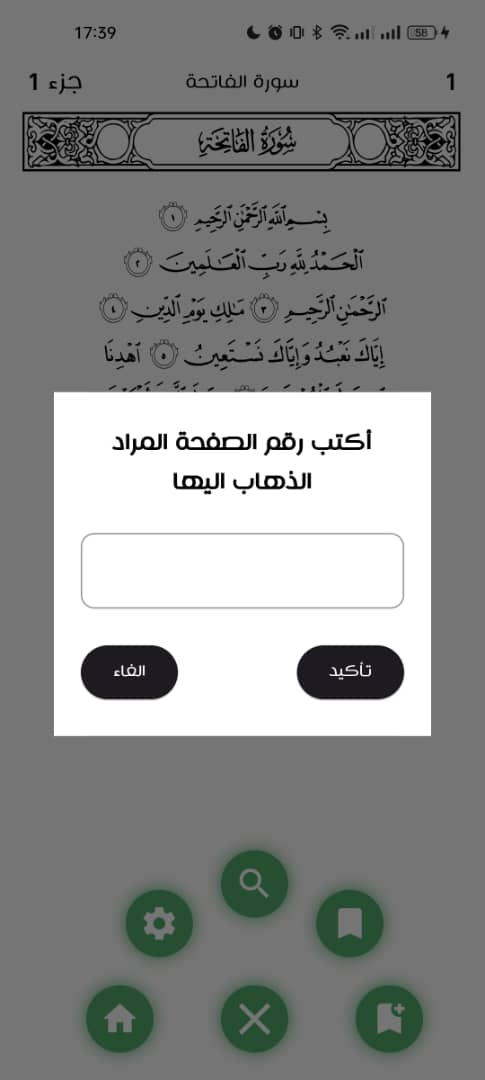 17:39
58
جزء 1
سورة الفاتحة
1
سُورَةُ الفَاتِحَةِ
بِسْمِ ٱللَّهِ ٱلرَّحْمَٰنِ ٱلرَّحِيمِ ١
ٱلْحَمْدُ لِلَّهِ رَبِّ ٱلْعَٰلَمِينَ ٢
ٱلرَّحْمَٰنِ ٱلرَّحِيمِ ٣ مَٰلِكِ يَوْمِ ٱلدِّينِ ٤
إِيَّاكَ نَعْبُدُ وَإِيَّاكَ نَسْتَعِينُ ٥ ٱهْدِنَا
أكتب رقم الصفحة المراد
الذهاب اليها
تأكيد
الغاء